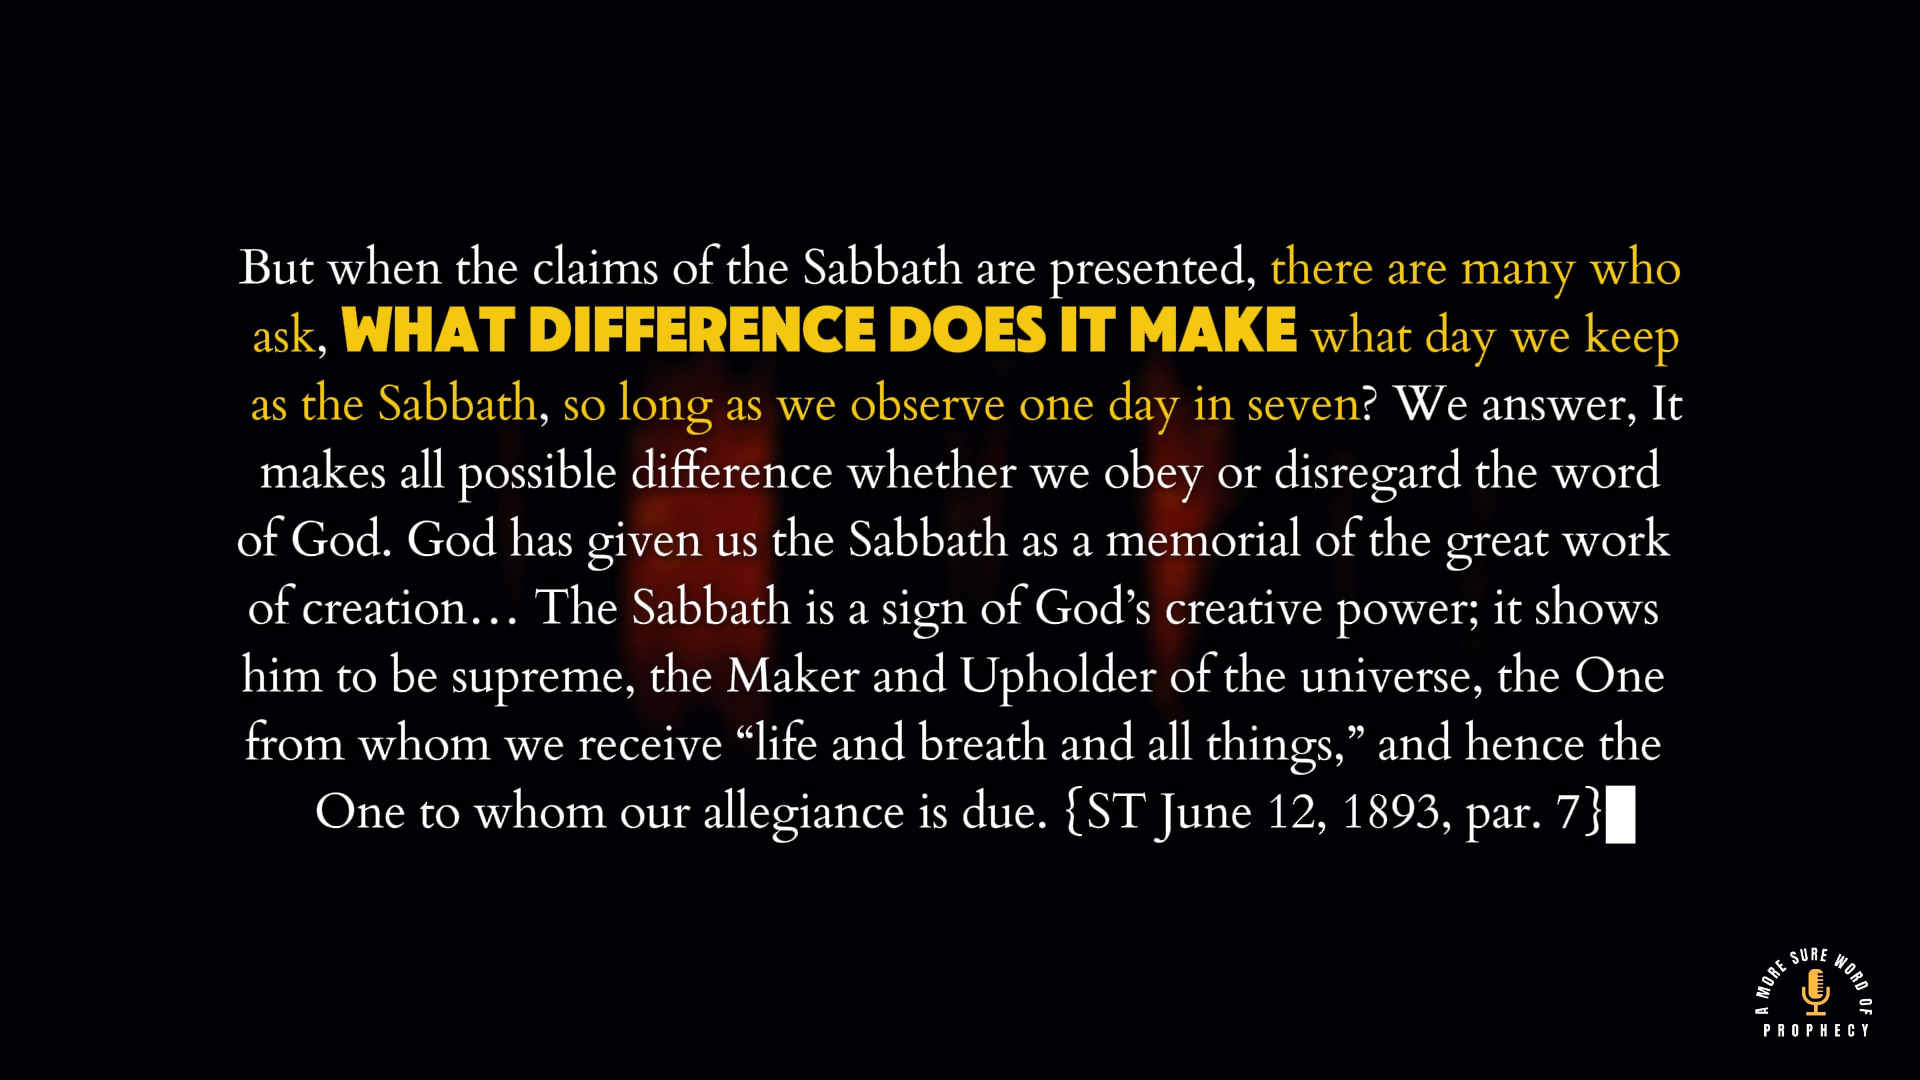 But when the claims of the Sabbath are presented, there are many who
ask, WHAT DIFFERENCE DOES IT MAKE what day we keep
as the Sabbath, so long as we observe one day in seven? We answer, It
makes all possible difference whether we obey or disregard the word
of God. God has given us the Sabbath as a memorial of the great work
of creation… The Sabbath is a sign of God’s creative power; it shows
him to be supreme, the Maker and Upholder of the universe, the One
from whom we receive “life and breath and all things,” and hence the
One to whom our allegiance is due. {ST June 12, 1893, par. 7}
A MORE SURE WORD OF
PROPHECY